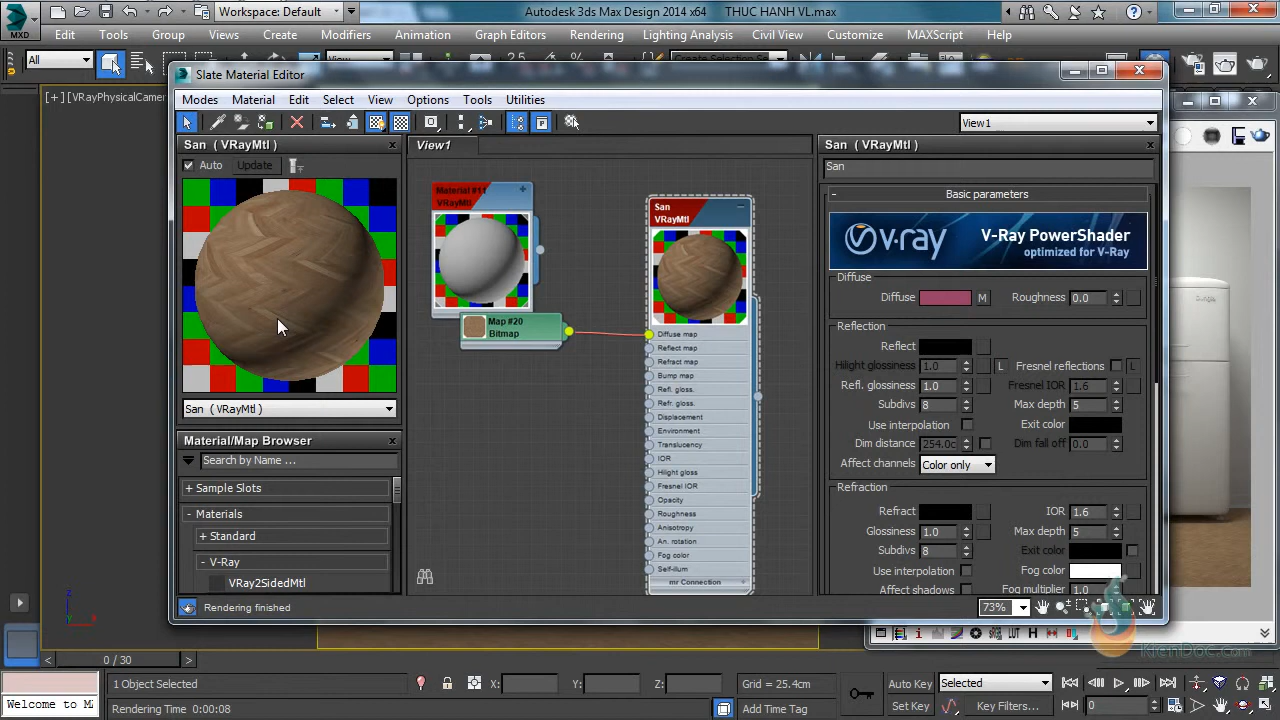 MXD
Workspace: Default
Autodesk 3ds Max Design 2014 x64
THUC HANH VL.max
Edit
Tools
Group
Views
Create
Modifiers
Animation
Graph Editors
Rendering
Lighting Analysis
Civil View
Customize
MAXScript
Help
All
View
[+] [VRayPhysicalCamer
Slate Material Editor
Modes
Material
Edit
Select
View
Options
Tools
Utilities
View1
San ( VRayMtl )
Auto
Update
San ( VRayMtl )
Material/Map Browser
Search by Name ...
+ Sample Slots
- Materials
+ Standard
- V-Ray
VRay2SidedMtl
Rendering finished
View1
Material #11
VRayMtl
Map #20
Bitmap
San
VRayMtl
Diffuse map
Reflect map
Refract map
Bump map
Refl. gloss.
Refr. gloss.
Displacement
Environment
Translucency
IOR
Hilight gloss
Fresnel IOR
Opacity
Roughness
Anisotropy
An. rotation
Fog color
Self-illum
mr Connection
San ( VRayMtl )
San
- Basic parameters
v·ray
V-Ray PowerShader
optimized for V-Ray
Diffuse
Diffuse
M
Roughness
0.0
Reflection
Reflect
Hilight glossiness
1.0
L
Fresnel reflections
L
Refl. glossiness
1.0
Fresnel IOR
1.6
Subdivs
8
Max depth
5
Use interpolation
Exit color
Dim distance
254.0c
Dim fall off
0.0
Affect channels
Color only
Refraction
Refract
IOR
1.6
Glossiness
1.0
Max depth
5
Subdivs
8
Exit color
Use interpolation
Fog color
Affect shadows
Fog multiplier
1.0
73%
LUT
H
KienDoc.com
z
x
0 / 30
Welcome to M
1 Object Selected
X:
Y:
Z:
Grid = 25.4cm
Auto Key
Selected
Rendering Time 0:00:08
Add Time Tag
Set Key
Key Filters...
0